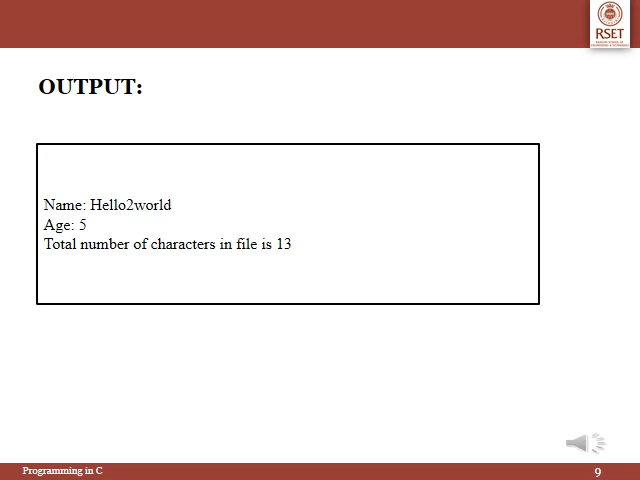 RSET
OUTPUT:
Name: Hello2world
Age: 5
Total number of characters in file is 13
Programming in C
9